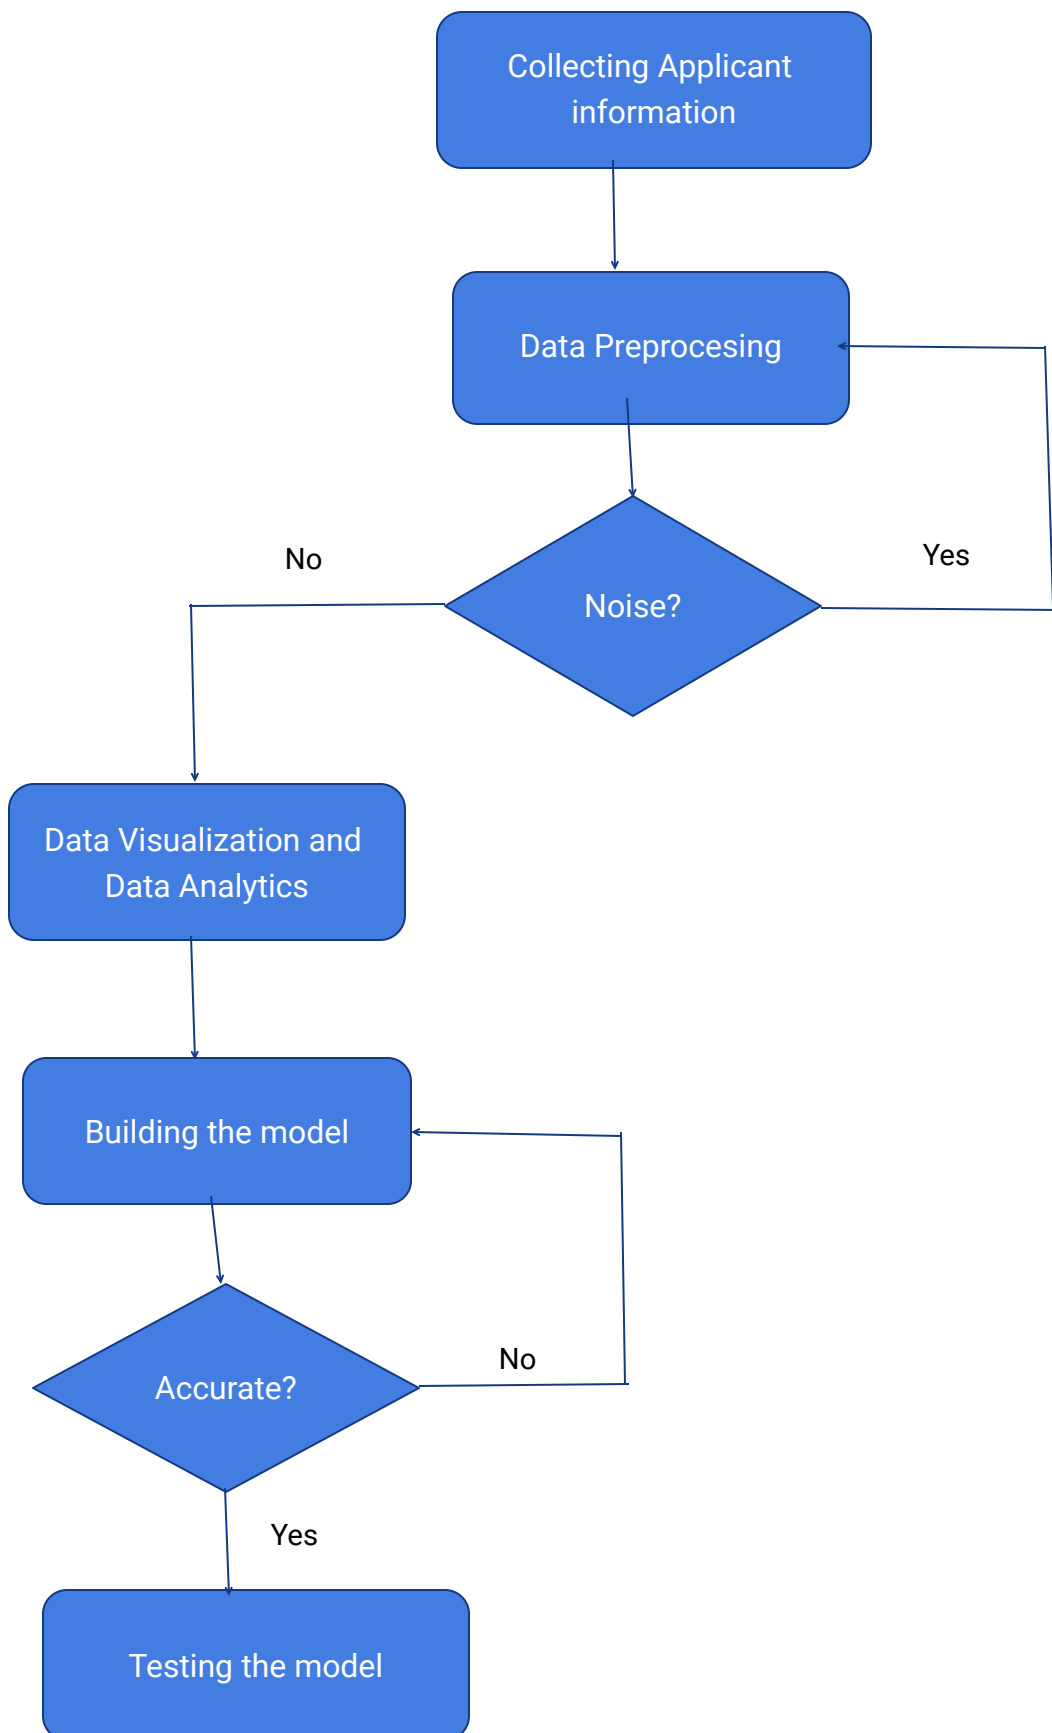 Collecting Applicant
information
Data Preprocesing
No
Yes
Noise?
Data Visualization and
Data Analytics
Building the model
No
Accurate?
Yes
Testing the model